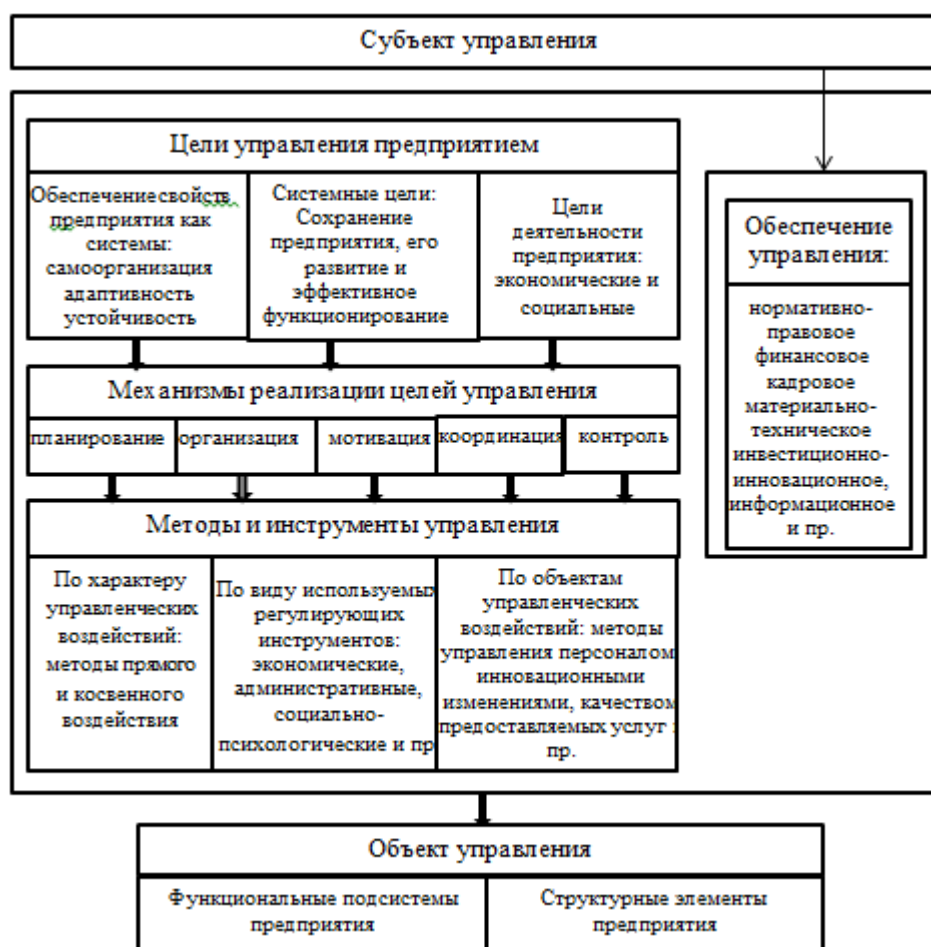 Субъект управления
Цели управления предприятием
Обеспечение свойств
предприятия как
системы:
самоорганизация
адаптивность
устойчивость
Системные цели:
Сохранение
предприятия, его
развитие и
эффективное
функционирование
Цели
деятельности
предприятия:
экономические и
социальные
Обеспечение
управления:
нормативно-
правовое
финансовое
кадровое
материально-
техническое
инвестиционно-
инновационное,
информационное
и пр.
Механизмы реализации целей управления
планирование
организация
мотивация
координация
контроль
Методы и инструменты управления
По характеру
управленческих
воздействий:
методы прямого
и косвенного
воздействия
По виду используемых
регулирующих
инструментов:
экономические,
административные,
социально-
психологические и пр
По объектам
управленческих
воздействий: методы
управления персоналом
инновационными
изменениями, качеством
предоставляемых услуг
пр.
Объект управления
Функциональные подсистемы
предприятия
Структурные элементы
предприятия